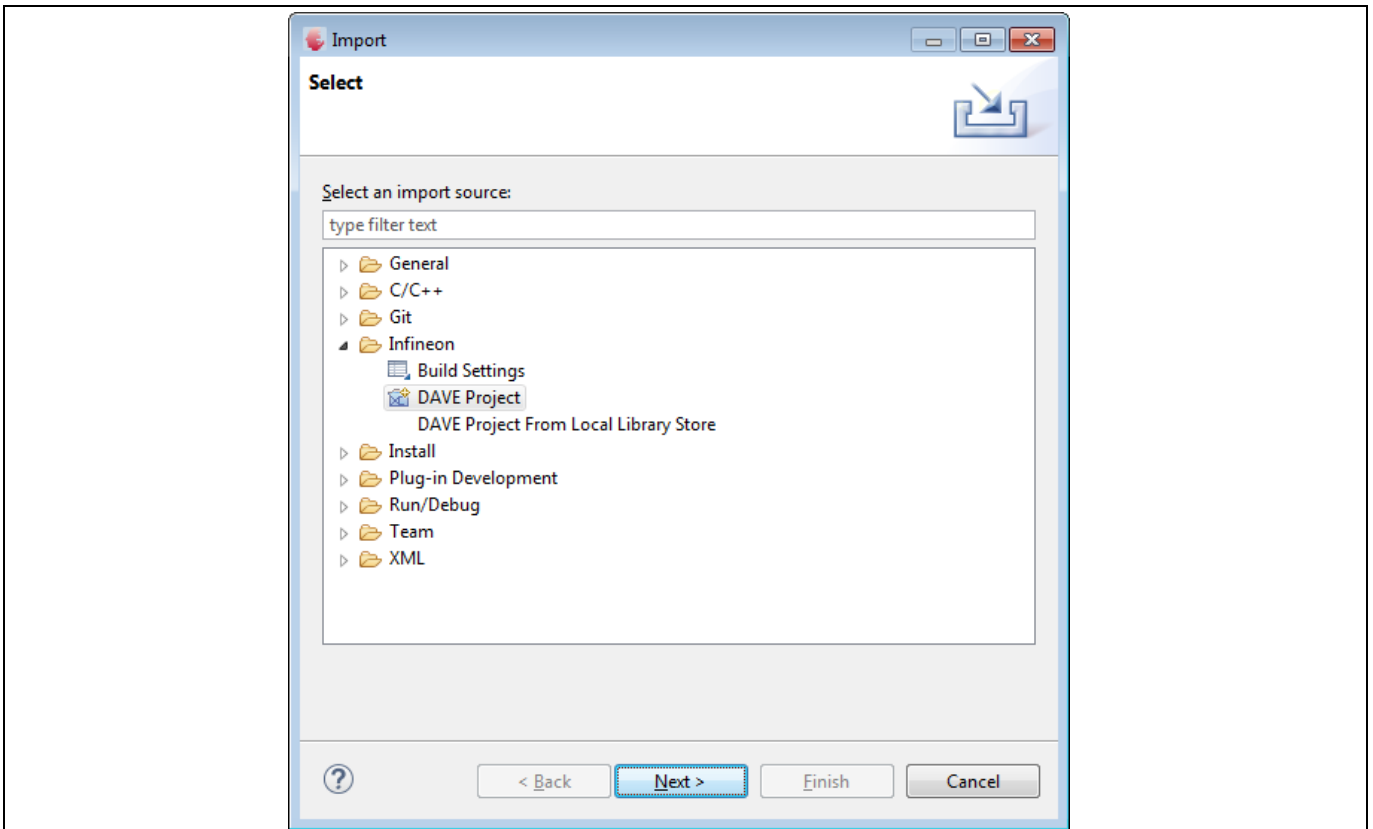 Import
Select
Select an import source:
type filter text
General
C/C++
Git
Infineon
Build Settings
DAVE Project
DAVE Project From Local Library Store
Install
Plug-in Development
Run/Debug
Team
XML
?
< Back
Next >
Finish
Cancel